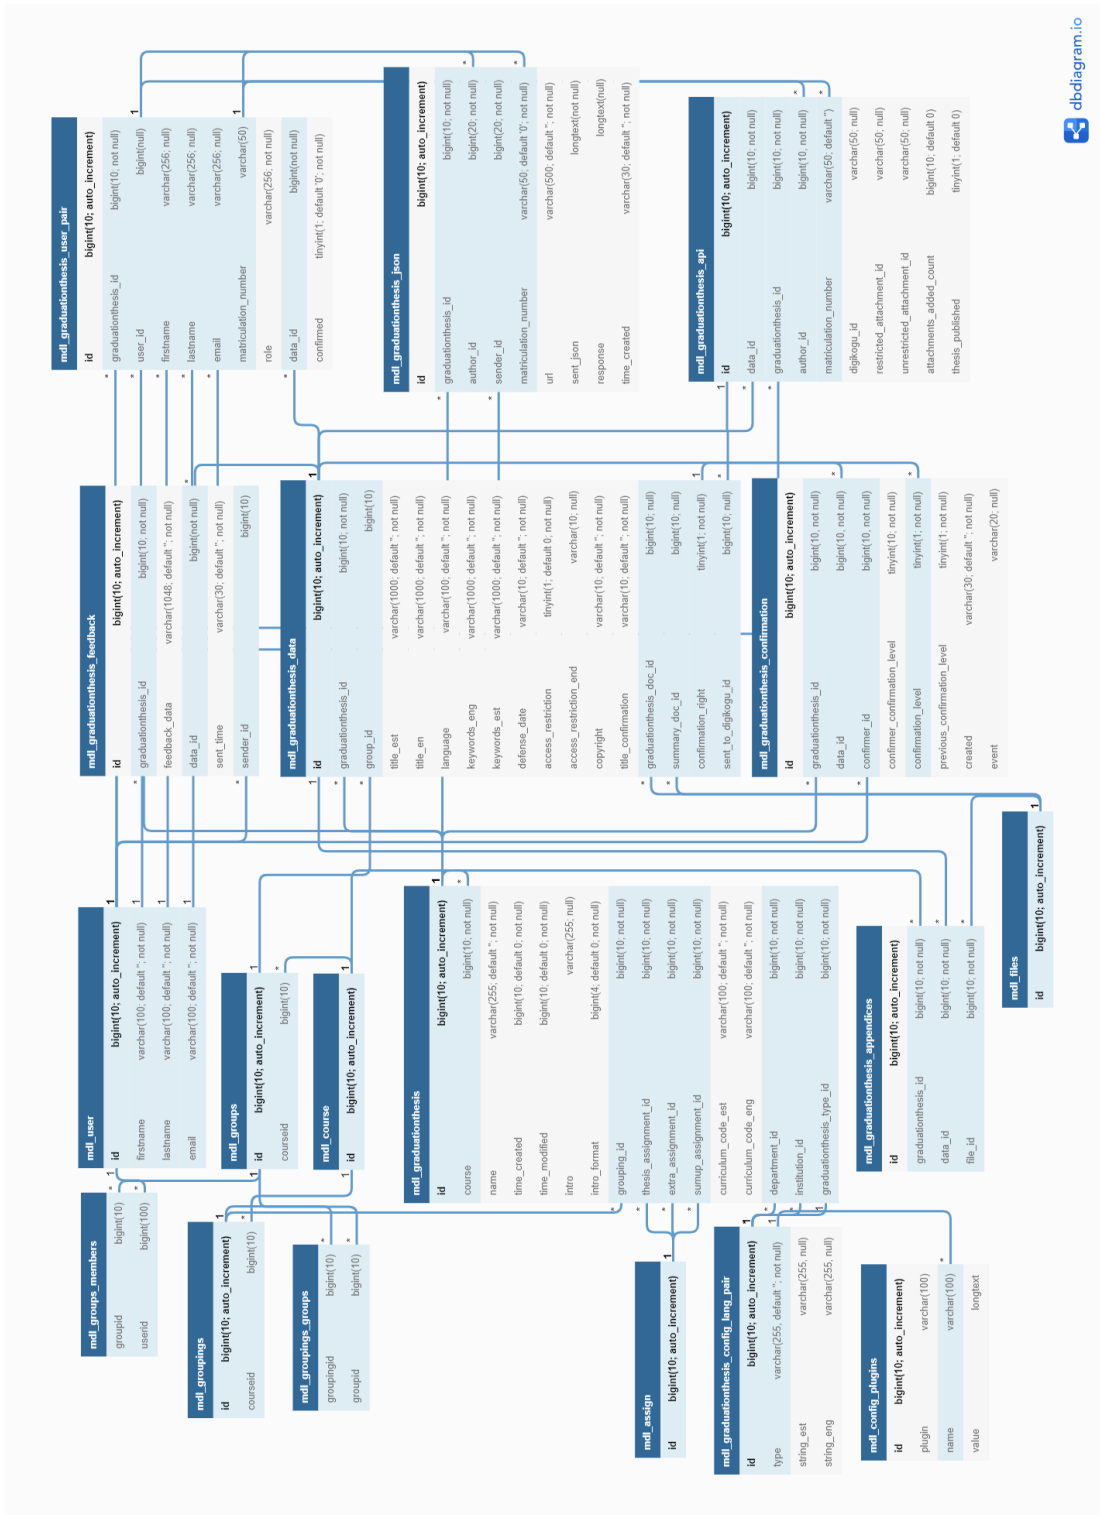 dbdiagram.io
mdl_graduationthesis_user_pair
id bigint(10; auto_increment)
graduationthesis_id bigint(10; not null)
user_id bigint(null)
firstname varchar(256; null)
lastname varchar(256; null)
email varchar(256; null)
matriculation_number varchar(50)
role varchar(256; not null)
data_id bigint(not null)
confirmed tinyint(1; default '0'; not null)
mdl_graduationthesis_json
id bigint(10; auto_increment)
graduationthesis_id bigint(10; not null)
author_id bigint(20; not null)
sender_id bigint(20; not null)
matriculation_number varchar(50; default '0'; not null)
url varchar(500; default ''; not null)
sent_json longtext(not null)
response longtext(null)
time_created varchar(30; default ''; not null)
mdl_graduationthesis_api
id bigint(10; auto_increment)
data_id bigint(10; not null)
graduationthesis_id bigint(10; not null)
author_id bigint(10, not null)
matriculation_number varchar(50; default '')
digikogu_id varchar(50; null)
restricted_attachment_id varchar(50; null)
unrestricted_attachment_id varchar(50; null)
attachments_added_count bigint(10; default 0)
thesis_published tinyint(1; default 0)
mdl_graduationthesis_feedback
id bigint(10; auto_increment)
graduationthesis_id bigint(10; not null)
feedback_data varchar(1048; default ''; not null)
data_id bigint(not null)
sent_time varchar(30; default ''; not null)
sender_id bigint(10)
mdl_graduationthesis_data
id bigint(10; auto_increment)
graduationthesis_id bigint(10; not null)
group_id bigint(10)
title_est varchar(1000; default ''; not null)
title_en varchar(1000; default ''; not null)
language varchar(100; default ''; not null)
keywords_eng varchar(1000; default ''; not null)
keywords_est varchar(1000; default ''; not null)
defense_date varchar(10; default ''; not null)
access_restriction tinyint(1; default 0; not null)
access_restriction_end varchar(10; null)
copyright varchar(10; default ''; not null)
title_confirmation varchar(10; default ''; not null)
graduationthesis_doc_id bigint(10; null)
summary_doc_id bigint(10; null)
confirmation_right tinyint(1; not null)
sent_to_digikogu_id bigint(10; null)
mdl_graduationthesis_confirmation
id bigint(10; auto_increment)
graduationthesis_id bigint(10; not null)
data_id bigint(10, not null)
confirmer_id bigint(10; not null)
confirmer_confirmation_level tinyint(10; not null)
confirmation_level tinyint(1; not null)
previous_confirmation_level tinyint(1; not null)
created varchar(30; default ''; not null)
event varchar(20; null)
mdl_user
id bigint(10; auto_increment)
firstname varchar(100; default ''; not null)
lastname varchar(100, default ''; not null)
email varchar(100; default ''; not null)
mdl_groups
id bigint(10; auto_increment)
courseid bigint(10)
mdl_course
id bigint(10; auto_increment)
mdl_graduationthesis
id bigint(10; auto_increment)
course bigint(10; not null)
name varchar(255; default ''; not null)
time_created bigint(10; default 0; not null)
time_modified bigint(10; default 0; not null)
intro varchar(255, null)
intro_format bigint(4; default 0; not null)
grouping_id bigint(10; not null)
thesis_assignment_id bigint(10; not null)
extra_assignment_id bigint(10; not null)
sumup_assignment_id bigint(10; not null)
curriculum_code_est varchar(100; default ''; not null)
curriculum_code_eng varchar(100; default ''; not null)
department_id bigint(10; not null)
institution_id bigint(10; not null)
graduationthesis_type_id bigint(10; not null)
mdl_graduationthesis_appendices
id bigint(10; auto_increment)
graduationthesis_id bigint(10; not null)
data_id bigint(10; not null)
file_id bigint(10; not null)
mdl_files
id bigint(10; auto_increment)
mdl_groups_members
groupid bigint(10)
userid bigint(100)
mdl_groupings
id bigint(10; auto_increment)
courseid bigint(10)
mdl_groupings_groups
groupingid bigint(10)
groupid bigint(10)
mdl_assign
id bigint(10; auto_increment)
mdl_graduationthesis_config_lang_pair
id bigint(10; auto_increment)
type varchar(255, default ''; not null)
string_est varchar(255, null)
string_eng varchar(255, null)
mdl_config_plugins
id bigint(10; auto_increment)
plugin varchar(100)
name varchar(100)
value longtext